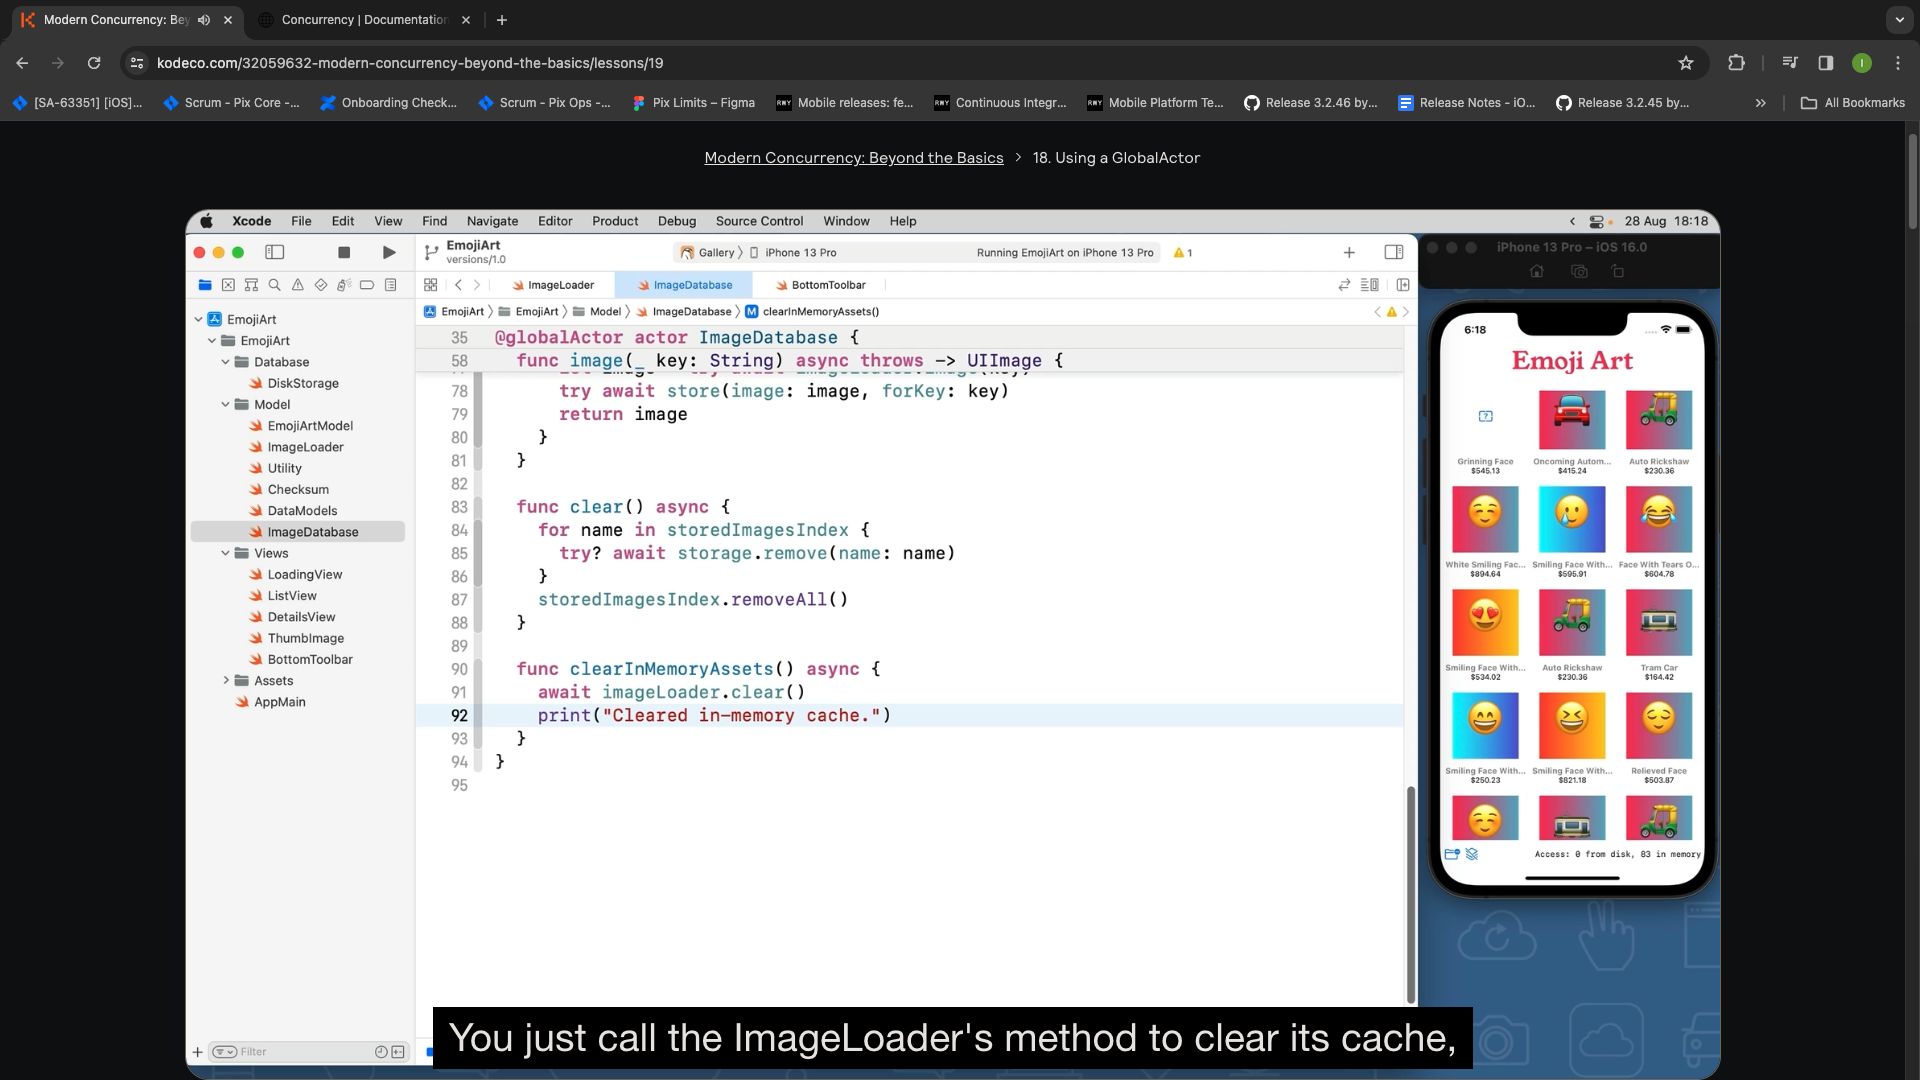 Modern Concurrency: Bey
Concurrency | Documentation
kodeco.com/32059632-modern-concurrency-beyond-the-basics/lessons/19
[SA-63351] [iOS]...
Scrum - Pix Core -...
Onboarding Check...
Scrum - Pix Ops -...
Pix Limits – Figma
Mobile releases: fe...
Continuous Integr...
Mobile Platform Te...
Release 3.2.46 by...
Release Notes - iO...
Release 3.2.45 by...
All Bookmarks
Modern Concurrency: Beyond the Basics > 18. Using a GlobalActor
Xcode File Edit View Find Navigate Editor Product Debug Source Control Window Help
28 Aug 18:18
EmojiArt
versions/1.0
Gallery iPhone 13 Pro
Running EmojiArt on iPhone 13 Pro
1
iPhone 13 Pro – iOS 16.0
ImageLoader
ImageDatabase
BottomToolbar
EmojiArt EmojiArt Model ImageDatabase M clearInMemoryAssets()
EmojiArt
EmojiArt
Database
DiskStorage
Model
EmojiArtModel
ImageLoader
Utility
Checksum
DataModels
ImageDatabase
Views
LoadingView
ListView
DetailsView
ThumbImage
BottomToolbar
Assets
AppMain
Filter
35 @globalActor actor ImageDatabase {
58 func image(_ key: String) async throws -> UIImage {
78 try await store(image: image, forKey: key)
79 return image
80 }
81 }
82
83 func clear() async {
84 for name in storedImagesIndex {
85 try? await storage.remove(name: name)
86 }
87 storedImagesIndex.removeAll()
88 }
89
90 func clearInMemoryAssets() async {
91 await imageLoader.clear()
92 print("Cleared in-memory cache.")
93 }
94 }
95
6:18
Emoji Art
Grinning Face
$545.13
Oncoming Autom...
$415.24
Auto Rickshaw
$230.36
White Smiling Fac...
$894.64
Smiling Face With...
$595.91
Face With Tears O...
$604.78
Smiling Face With...
$534.02
Auto Rickshaw
$230.36
Tram Car
$164.42
Smiling Face With...
$250.23
Smiling Face With...
$821.18
Relieved Face
$503.87
Access: 0 from disk, 83 in memory
You just call the ImageLoader's method to clear its cache,